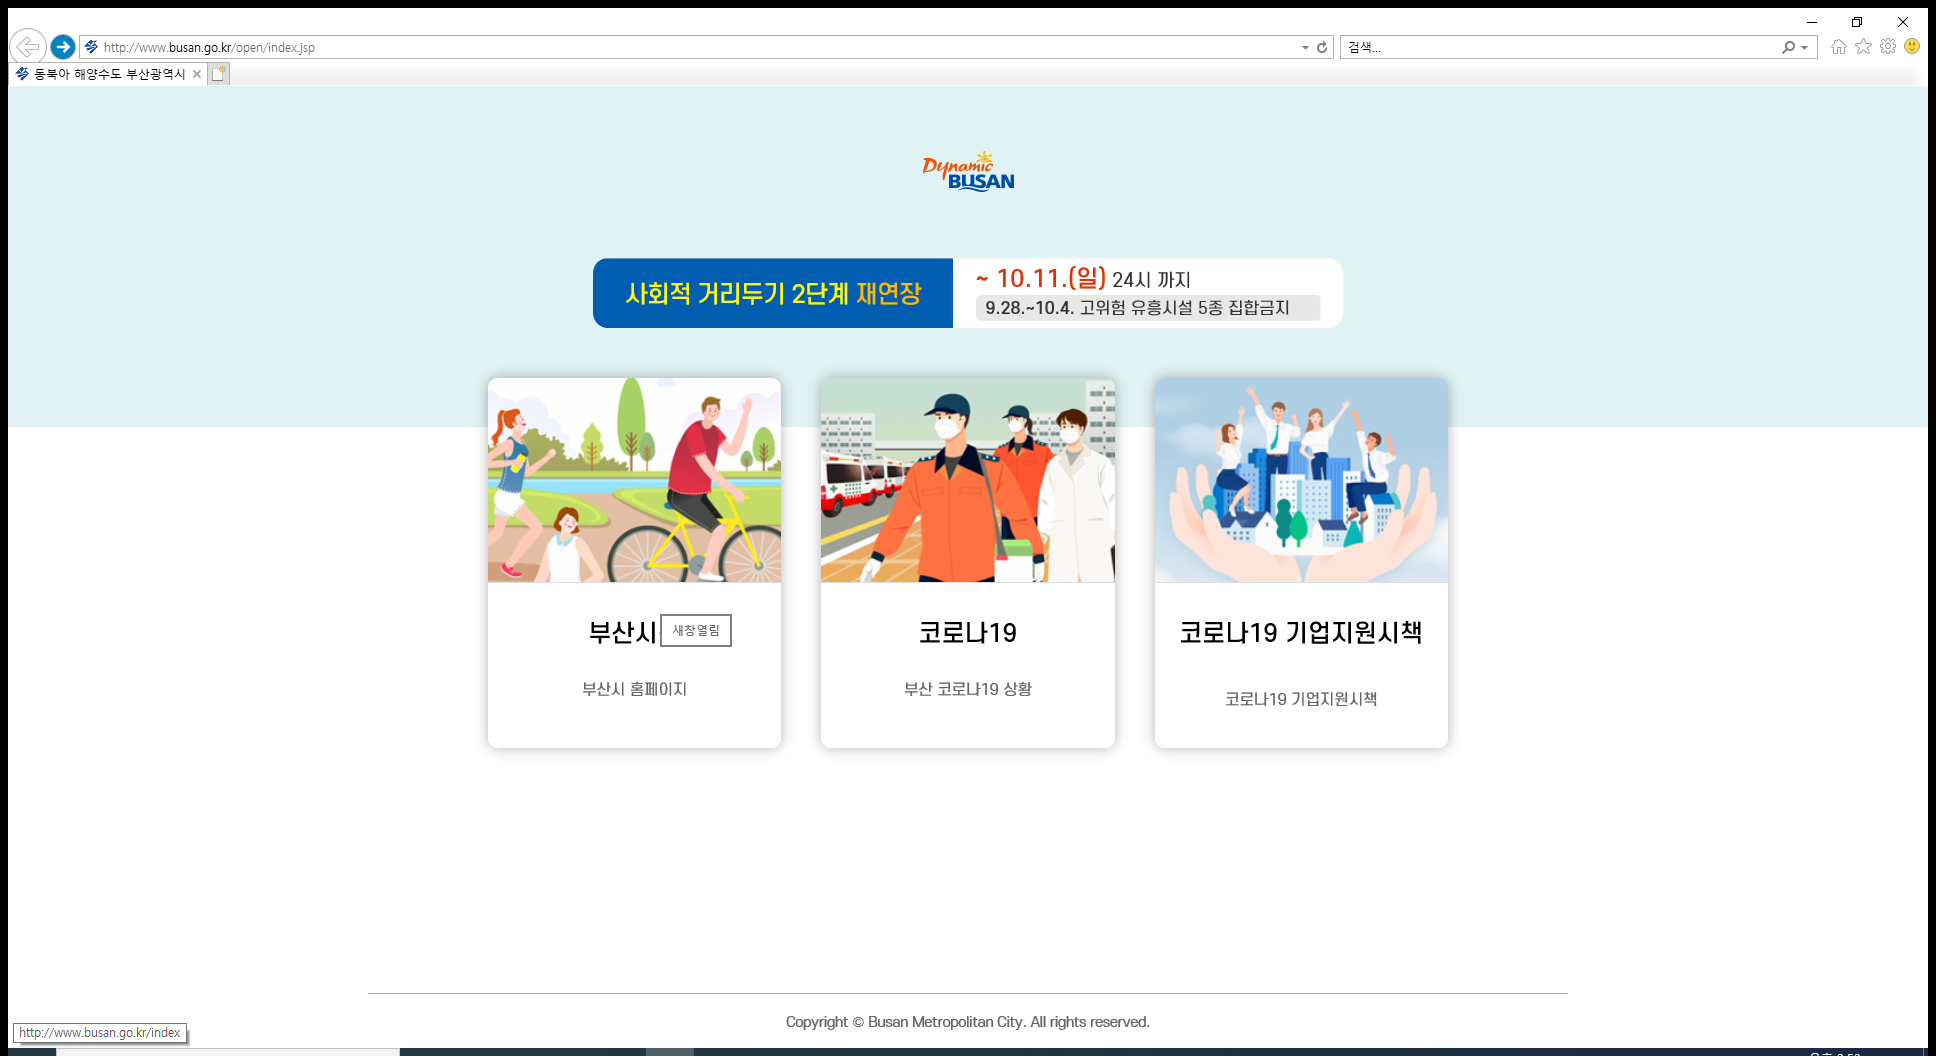 http://www.busan.go.kr/open/index.jsp
검색...
동북아 해양수도 부산광역시
Dynamic
BUSAN
사회적 거리두기 2단계 재연장
~ 10.11.(일) 24시 까지
9.28.~10.4. 고위험 유흥시설 5종 집합금지
부산시
새창열림
부산시 홈페이지
코로나19
부산 코로나19 상황
코로나19 기업지원시책
코로나19 기업지원시책
Copyright © Busan Metropolitan City. All rights reserved.
http://www.busan.go.kr/index